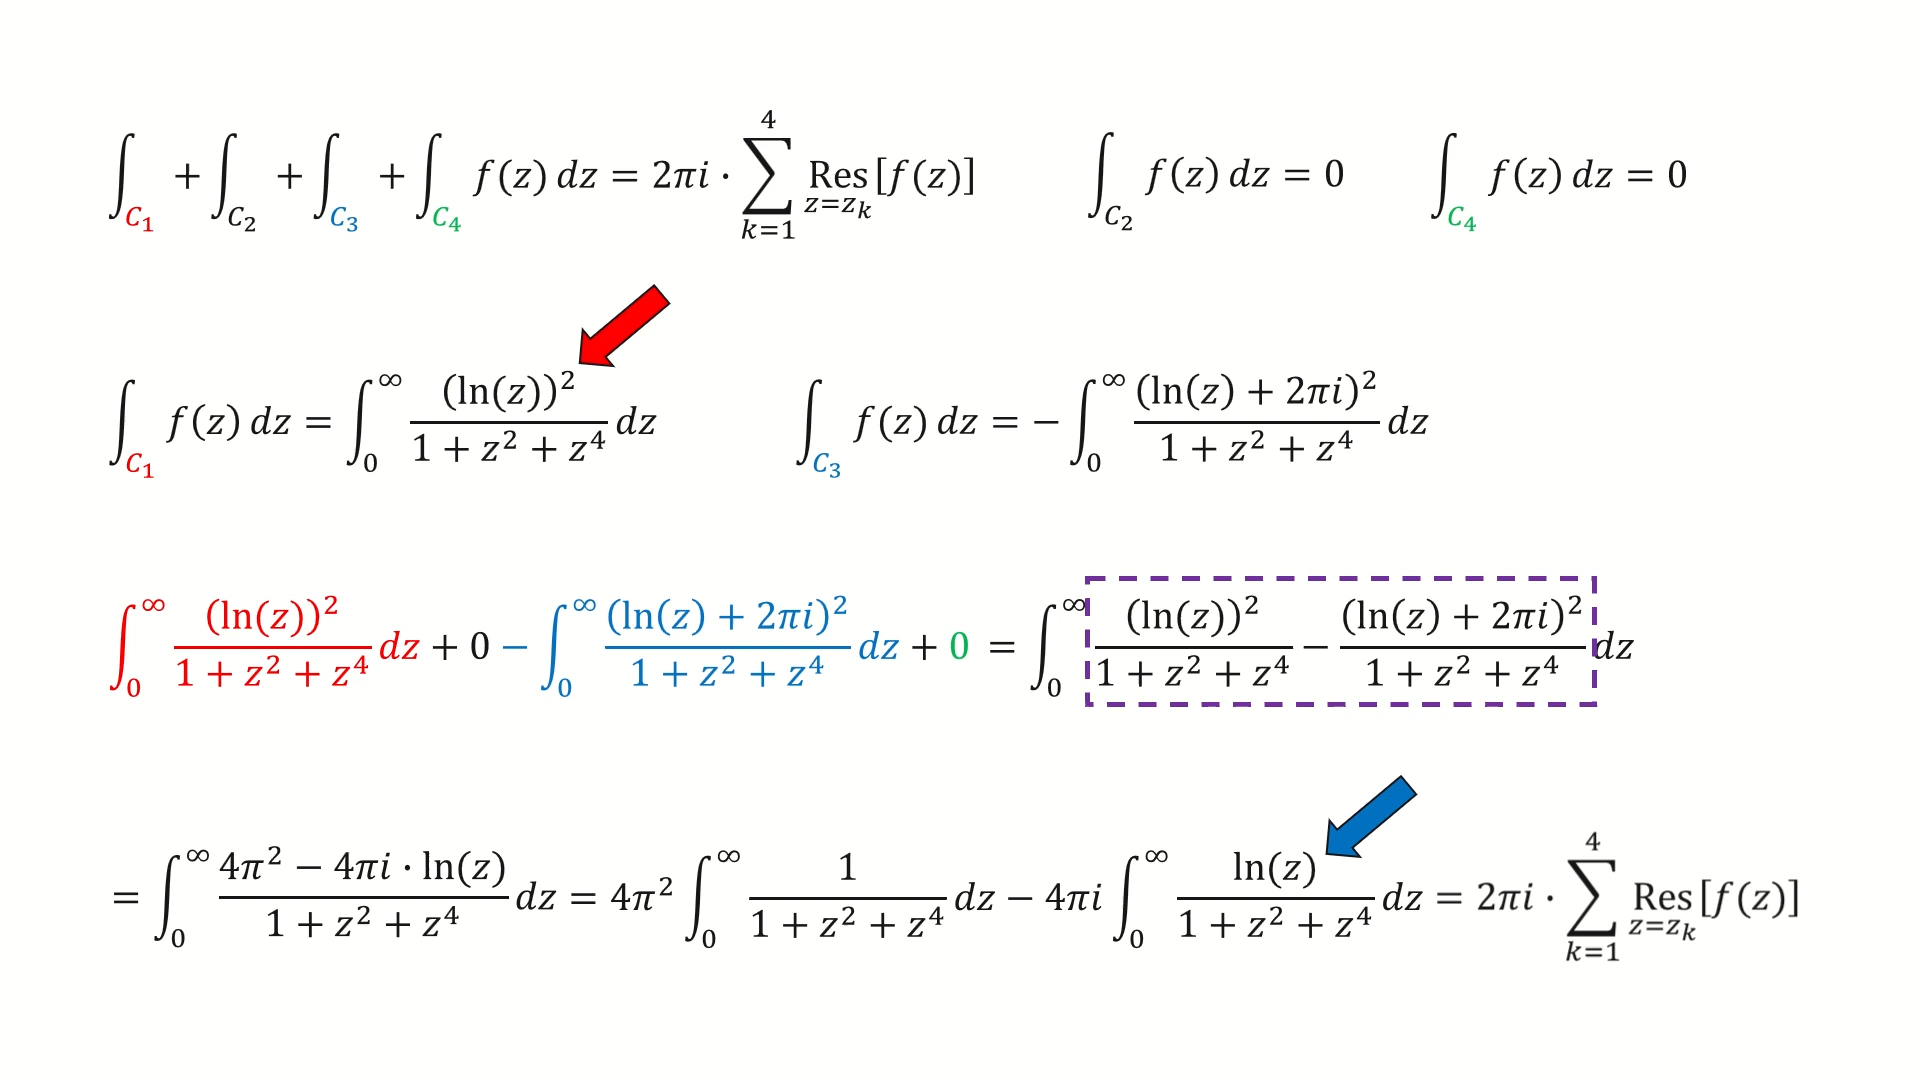 ∫_{C₁} + ∫_{C₂} + ∫_{C₃} + ∫_{C₄} f(z) dz = 2πi · ∑_{k=1}^{4} Res_{z=z_k} [f(z)]   ∫_{C₂} f(z) dz = 0   ∫_{C₄} f(z) dz = 0
∫_{C₁} f(z) dz = ∫_0^∞ (ln(z))² / (1 + z² + z⁴) dz   ∫_{C₃} f(z) dz = − ∫_0^∞ (ln(z) + 2πi)² / (1 + z² + z⁴) dz
∫_0^∞ (ln(z))² / (1 + z² + z⁴) dz + 0 − ∫_0^∞ (ln(z) + 2πi)² / (1 + z² + z⁴) dz + 0 = ∫_0^∞ (ln(z))² / (1 + z² + z⁴) − (ln(z) + 2πi)² / (1 + z² + z⁴) dz
= ∫_0^∞ (4π² − 4πi · ln(z)) / (1 + z² + z⁴) dz = 4π² ∫_0^∞ 1 / (1 + z² + z⁴) dz − 4πi ∫_0^∞ ln(z) / (1 + z² + z⁴) dz = 2πi · ∑_{k=1}^{4} Res_{z=z_k} [f(z)]